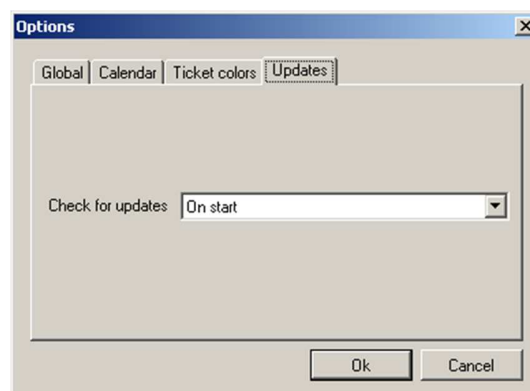 Options
Global Calendar Ticket colors Updates
Check for updates On start
Ok Cancel